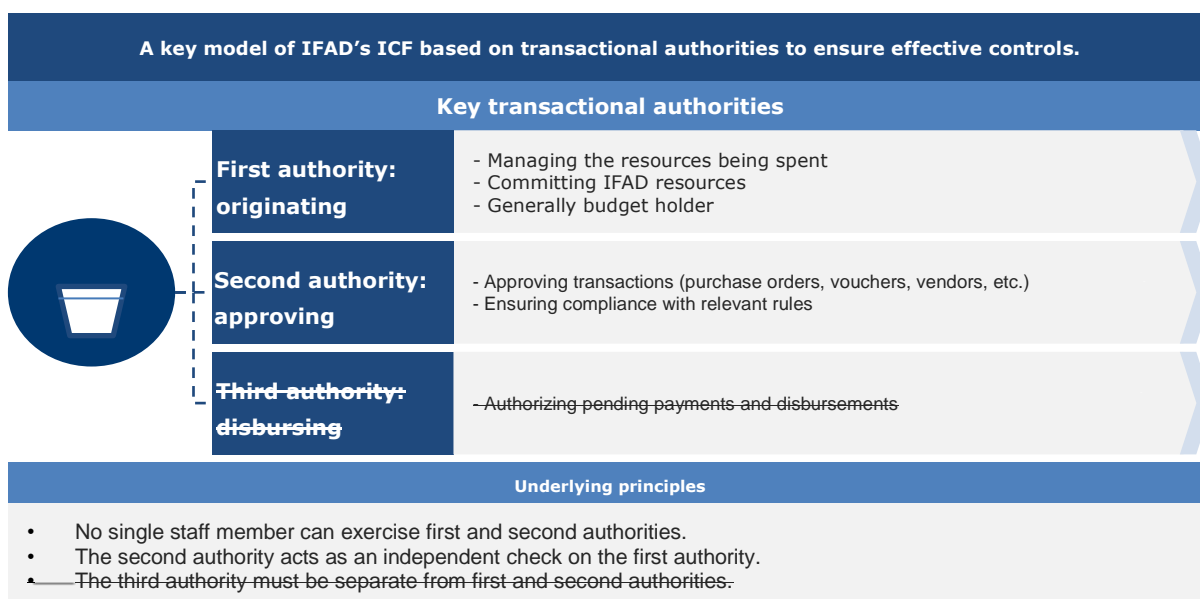 A key model of IFAD's ICF based on transactional authorities to ensure effective controls.
Key transactional authorities
First authority:
originating
- Managing the resources being spent
- Committing IFAD resources
- Generally budget holder
Second authority:
approving
- Approving transactions (purchase orders, vouchers, vendors, etc.)
- Ensuring compliance with relevant rules
Third authority:
disbursing
- Authorizing pending payments and disbursements
Underlying principles
• No single staff member can exercise first and second authorities.
• The second authority acts as an independent check on the first authority.
• The third authority must be separate from first and second authorities.